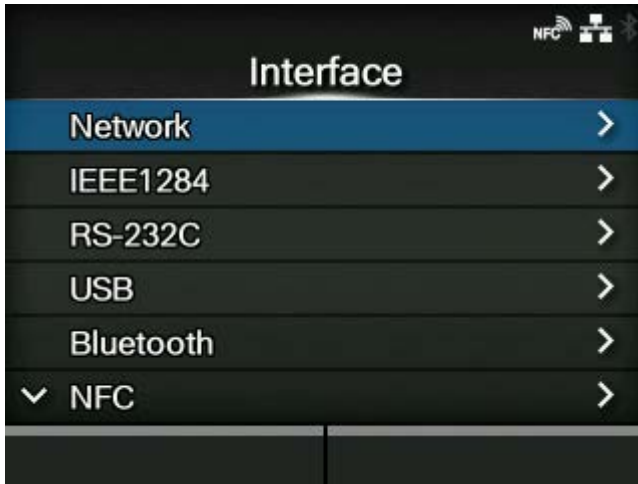 NFC
Interface
Network
IEEE1284
RS-232C
USB
Bluetooth
NFC